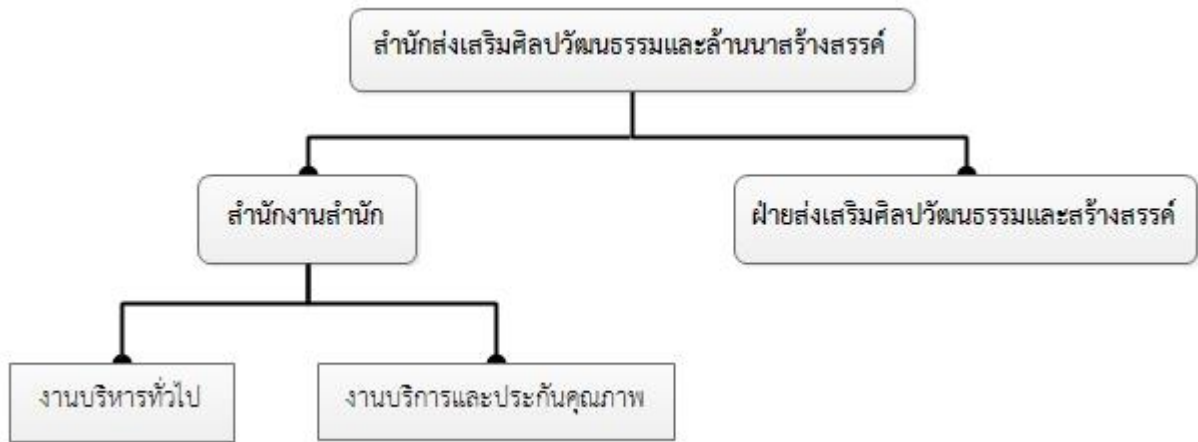 สำนักส่งเสริมศิลปวัฒนธรรมและล้านนาสร้างสรรค์
สำนักงานสำนัก
ฝ่ายส่งเสริมศิลปวัฒนธรรมและสร้างสรรค์
งานบริหารทั่วไป
งานบริการและประกันคุณภาพ